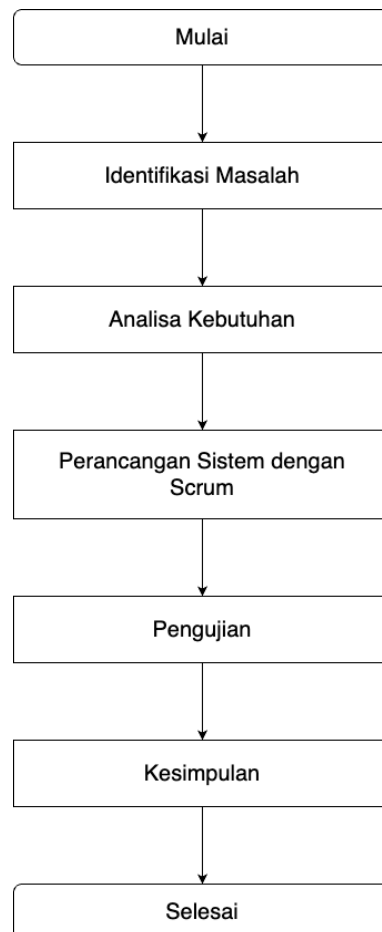 Mulai
Identifikasi Masalah
Analisa Kebutuhan
Perancangan Sistem dengan
Scrum
Pengujian
Kesimpulan
Selesai